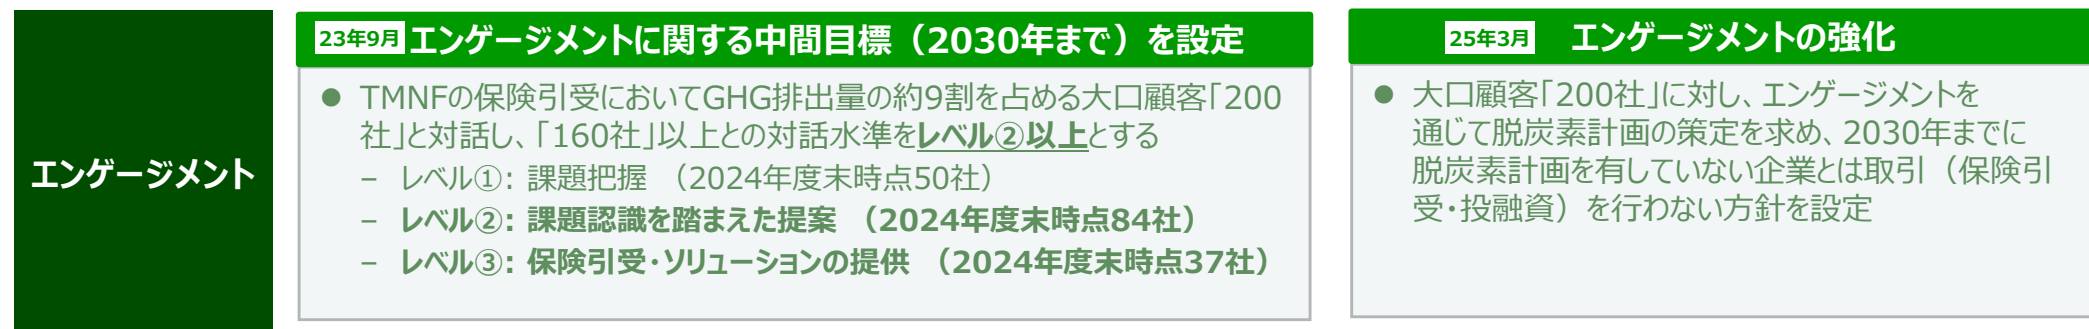 エンゲージメント
23年9月 エンゲージメントに関する中間目標（2030年まで）を設定
● TMNFの保険引受においてGHG排出量の約9割を占める大口顧客「200
社」と対話し、「160社」以上との対話水準をレベル②以上とする
− レベル①: 課題把握 （2024年度末時点50社）
− レベル②: 課題認識を踏まえた提案 （2024年度末時点84社）
− レベル③: 保険引受・ソリューションの提供 （2024年度末時点37社）
25年3月 エンゲージメントの強化
● 大口顧客「200社」に対し、エンゲージメントを
通じて脱炭素計画の策定を求め、2030年までに
脱炭素計画を有していない企業とは取引（保険引
受・投融資）を行わない方針を設定